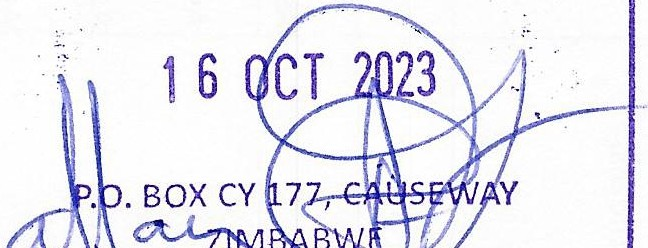 16 OCT 2023
P.O. BOX CY 177, CAUSEWAY
ZIMBABWE